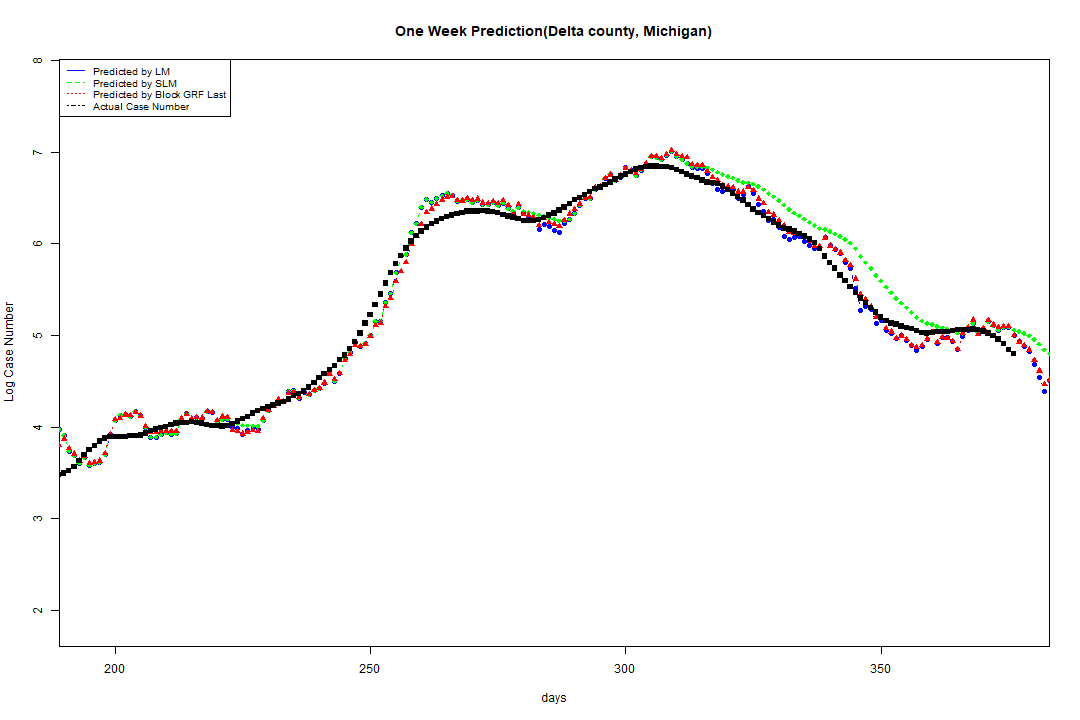 One Week Prediction(Delta county, Michigan)
Predicted by LM
Predicted by SLM
Predicted by Block GRF Last
Actual Case Number
8
7
6
5
4
3
2
Log Case Number
200
250
300
350
days